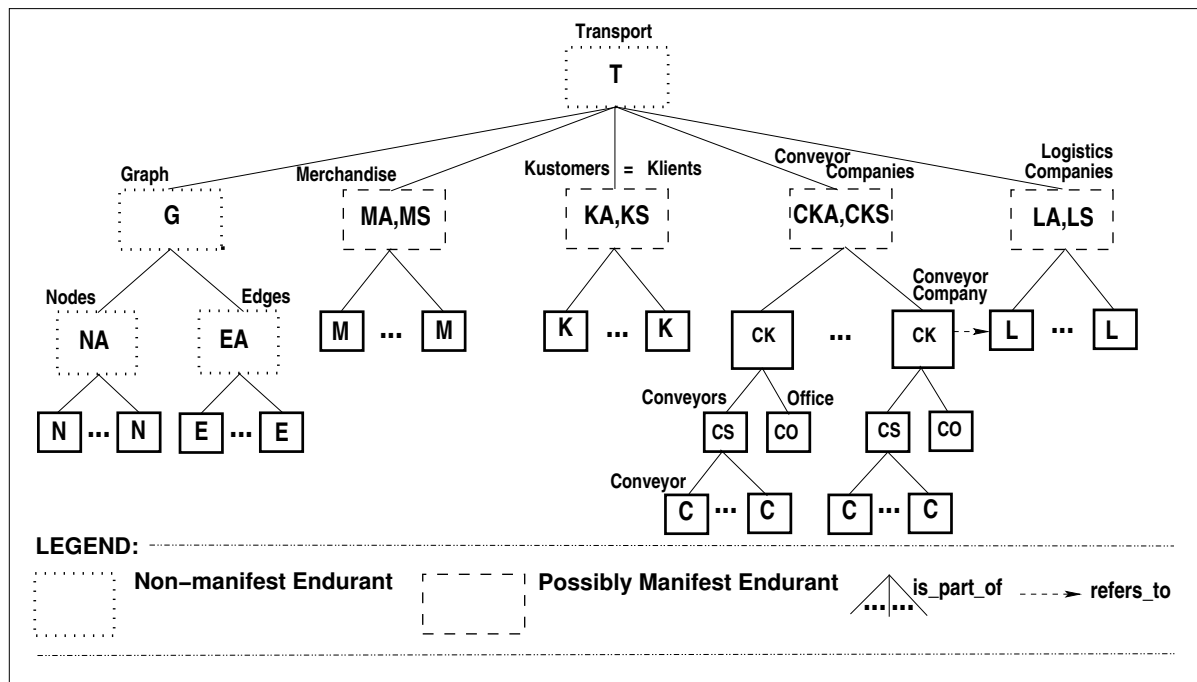 Transport
T
Graph
Merchandise
Kustomers = Klients
Conveyor
Companies
Logistics
Companies
G
MA,MS
KA,KS
CKA,CKS
LA,LS
Nodes
Edges
Conveyor
Company
NA
EA
M ... M
K ... K
CK ... CK
L ... L
Conveyors
Office
N ... N
E ... E
CS
CO
CS
CO
Conveyor
C ... C
C ... C
LEGEND:
Non-manifest Endurant
Possibly Manifest Endurant
is_part_of
refers_to